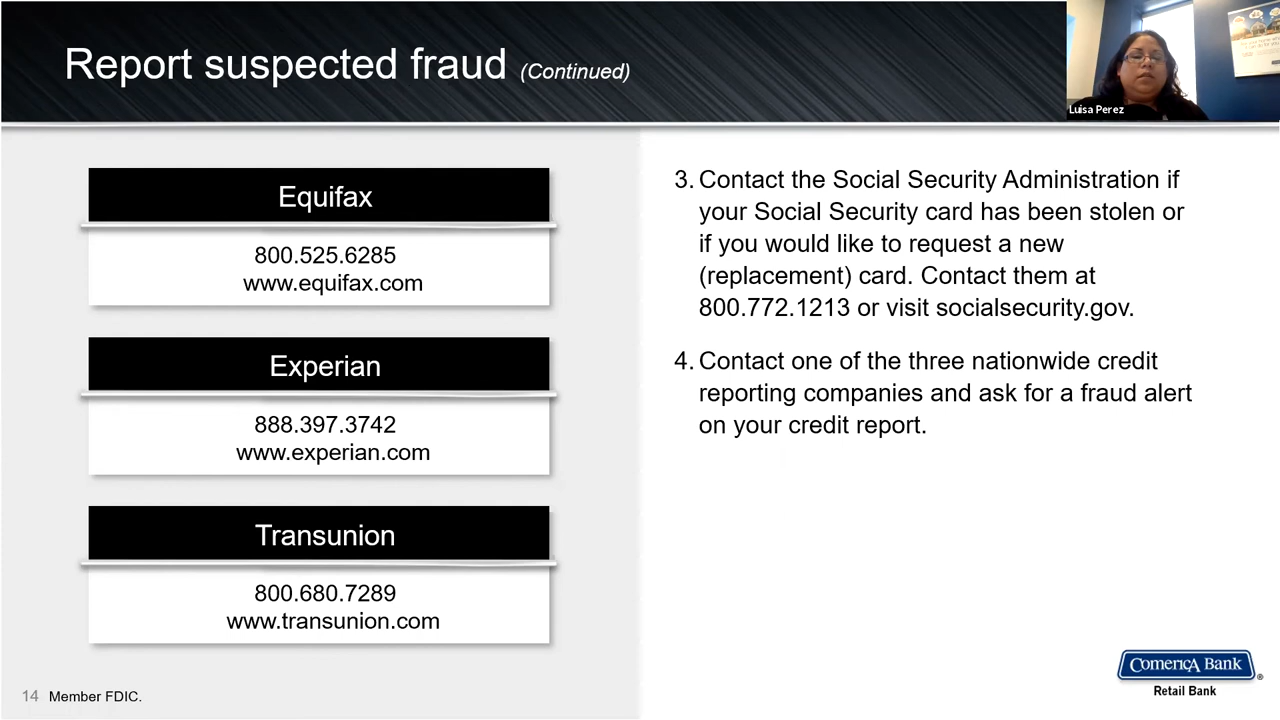 Report suspected fraud (Continued)
Luisa Perez
Equifax
800.525.6285
www.equifax.com
Experian
888.397.3742
www.experian.com
Transunion
800.680.7289
www.transunion.com
3. Contact the Social Security Administration if
your Social Security card has been stolen or
if you would like to request a new
(replacement) card. Contact them at
800.772.1213 or visit socialsecurity.gov.
4. Contact one of the three nationwide credit
reporting companies and ask for a fraud alert
on your credit report.
14 Member FDIC.
ComericA Bank®
Retail Bank